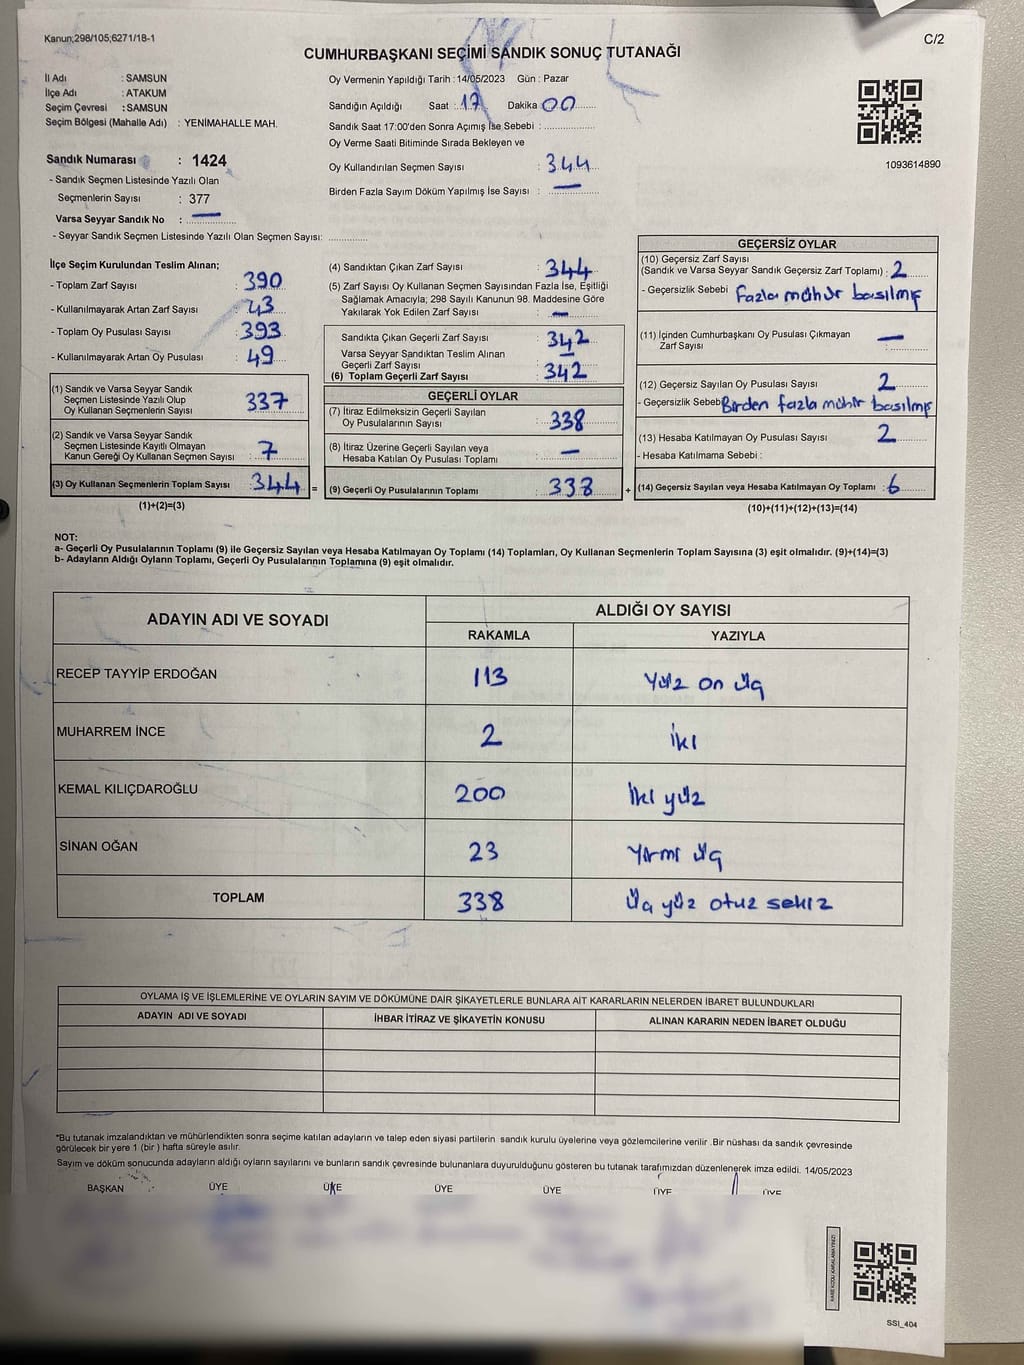 Kanun;298/105;6271/18-1
C/2
CUMHURBAŞKANI SEÇİMİ SANDIK SONUÇ TUTANAĞI
İl Adı : SAMSUN
İlçe Adı : ATAKUM
Seçim Çevresi : SAMSUN
Seçim Bölgesi (Mahalle Adı) : YENİMAHALLE MAH.
Sandık Numarası : 1424
- Sandık Seçmen Listesinde Yazılı Olan
Seçmenlerin Sayısı : 377
Varsa Seyyar Sandık No : —
- Seyyar Sandık Seçmen Listesinde Yazılı Olan Seçmen Sayısı: ..............
Oy Vermenin Yapıldığı Tarih : 14/05/2023 Gün : Pazar
Sandığın Açıldığı Saat : 17 Dakika 00
Sandık Saat 17:00'den Sonra Açımış İse Sebebi : ..................
Oy Verme Saati Bitiminde Sırada Bekleyen ve
Oy Kullandırılan Seçmen Sayısı : 344
Birden Fazla Sayım Döküm Yapılmış İse Sayısı : —
1093614890
İlçe Seçim Kurulundan Teslim Alınan;
- Toplam Zarf Sayısı : 390
- Kullanılmayarak Artan Zarf Sayısı : 43
- Toplam Oy Pusulası Sayısı : 393
- Kullanılmayarak Artan Oy Pusulası : 49
(1) Sandık ve Varsa Seyyar Sandık
Seçmen Listesinde Yazılı Olup
Oy Kullanan Seçmenlerin Sayısı : 337
(2) Sandık ve Varsa Seyyar Sandık
Seçmen Listesinde Kayıtlı Olmayan
Kanun Gereği Oy Kullanan Seçmen Sayısı : 7
(3) Oy Kullanan Seçmenlerin Toplam Sayısı : 344 =
(1)+(2)=(3)
(4) Sandıktan Çıkan Zarf Sayısı : 344
(5) Zarf Sayısı Oy Kullanan Seçmen Sayısından Fazla İse, Eşitliği
Sağlamak Amacıyla; 298 Sayılı Kanunun 98. Maddesine Göre
Yakılarak Yok Edilen Zarf Sayısı : —
Sandıkta Çıkan Geçerli Zarf Sayısı : 342
Varsa Seyyar Sandıktan Teslim Alınan
Geçerli Zarf Sayısı : —
(6) Toplam Geçerli Zarf Sayısı : 342
GEÇERLİ OYLAR
(7) İtiraz Edilmeksizin Geçerli Sayılan
Oy Pusulalarının Sayısı : 338
(8) İtiraz Üzerine Geçerli Sayılan veya
Hesaba Katılan Oy Pusulası Toplamı : —
(9) Geçerli Oy Pusulalarının Toplamı : 338 +
GEÇERSİZ OYLAR
(10) Geçersiz Zarf Sayısı
(Sandık ve Varsa Seyyar Sandık Geçersiz Zarf Toplamı) : 2
- Geçersizlik Sebebi : Fazla mühür basılmış
(11) İçinden Cumhurbaşkanı Oy Pusulası Çıkmayan
Zarf Sayısı : —
(12) Geçersiz Sayılan Oy Pusulası Sayısı : 2
- Geçersizlik Sebebi Birden fazla mühür basılmış
(13) Hesaba Katılmayan Oy Pusulası Sayısı : 2
- Hesaba Katılmama Sebebi :
(14) Geçersiz Sayılan veya Hesaba Katılmayan Oy Toplamı : 6
(10)+(11)+(12)+(13)=(14)
NOT:
a- Geçerli Oy Pusulalarının Toplamı (9) ile Geçersiz Sayılan veya Hesaba Katılmayan Oy Toplamı (14) Toplamları, Oy Kullanan Seçmenlerin Toplam Sayısına (3) eşit olmalıdır. (9)+(14)=(3)
b- Adayların Aldığı Oyların Toplamı, Geçerli Oy Pusulalarının Toplamına (9) eşit olmalıdır.
ADAYIN ADI VE SOYADI ALDIĞI OY SAYISI
RAKAMLA YAZIYLA
RECEP TAYYİP ERDOĞAN 113 Yüz on üç
MUHARREM İNCE 2 İki
KEMAL KILIÇDAROĞLU 200 İki yüz
SİNAN OĞAN 23 Yirmi üç
TOPLAM 338 Üç yüz otuz sekiz
OYLAMA İŞ VE İŞLEMLERİNE VE OYLARIN SAYIM VE DÖKÜMÜNE DAİR ŞİKAYETLERLE BUNLARA AİT KARARLARIN NELERDEN İBARET BULUNDUKLARI
ADAYIN ADI VE SOYADI İHBAR İTİRAZ VE ŞİKAYETİN KONUSU ALINAN KARARIN NEDEN İBARET OLDUĞU
*Bu tutanak imzalandıktan ve mühürlendikten sonra seçime katılan adayların ve talep eden siyasi partilerin sandık kurulu üyelerine veya gözlemcilerine verilir .Bir nüshası da sandık çevresinde
görülecek bir yere 1 (bir ) hafta süreyle asılır.
Sayım ve döküm sonucunda adayların aldığı oyların sayılarını ve bunların sandık çevresinde bulunanlara duyurulduğunu gösteren bu tutanak tarafımızdan düzenlenerek imza edildi. 14/05/2023
BAŞKAN ÜYE ÜYE ÜYE ÜYE ÜYE ÜYE
KARE KODU KARALAMAYINIZ!
SSI_404